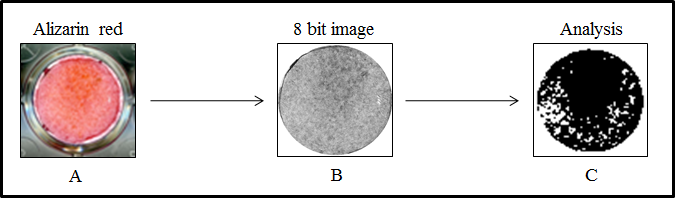 Alizarin red
8 bit image
Analysis
A
B
C